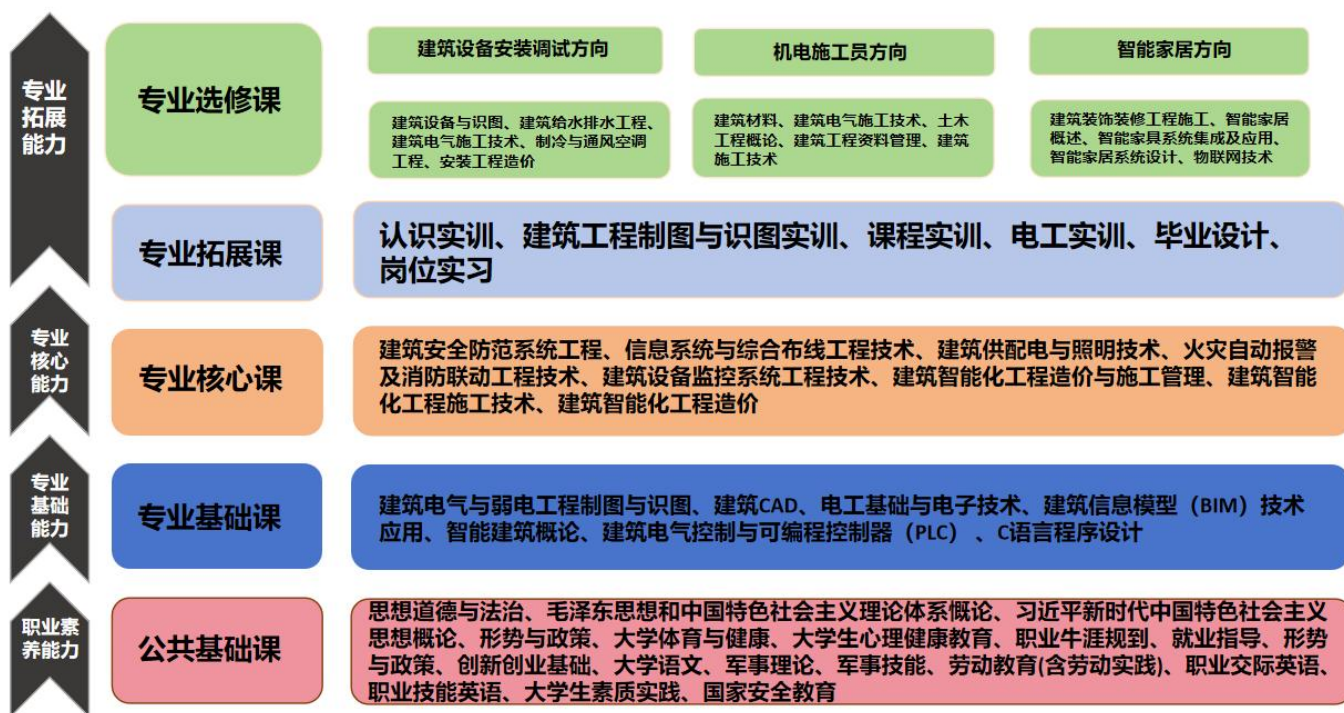 专业
拓展
能力
专业选修课
建筑设备安装调试方向
机电施工员方向
智能家居方向
建筑设备与识图、建筑给水排水工程、
建筑电气施工技术、制冷与通风空调
工程、安装工程造价
建筑材料、建筑电气施工技术、土木
工程概论、建筑工程资料管理、建筑
施工技术
建筑装饰装修工程施工、智能家居
概述、智能家具系统集成及应用、
智能家居系统设计、物联网技术
专业拓展课
认识实训、建筑工程制图与识图实训、课程实训、电工实训、毕业设计、
岗位实习
专业
核心
能力
专业核心课
建筑安全防范系统工程、信息系统与综合布线工程技术、建筑供配电与照明技术、火灾自动报警
及消防联动工程技术、建筑设备监控系统工程技术、建筑智能化工程造价与施工管理、建筑智能
化工程施工技术、建筑智能化工程造价
专业
基础
能力
专业基础课
建筑电气与弱电工程制图与识图、建筑CAD、电工基础与电子技术、建筑信息模型（BIM）技术
应用、智能建筑概论、建筑电气控制与可编程控制器（PLC）、C语言程序设计
职业素
养能力
公共基础课
思想道德与法治、毛泽东思想和中国特色社会主义理论体系慨论、习近平新时代中国特色社会主义
思想概论、形势与政策、大学体育与健康、大学生心理健康教育、职业牛涯规到、就业指导、形势
与政策、创新创业基础、大学语文、军事理论、军事技能、劳动教育(含劳动实践)、职业交际英语、
职业技能英语、大学生素质实践、国家安全教育